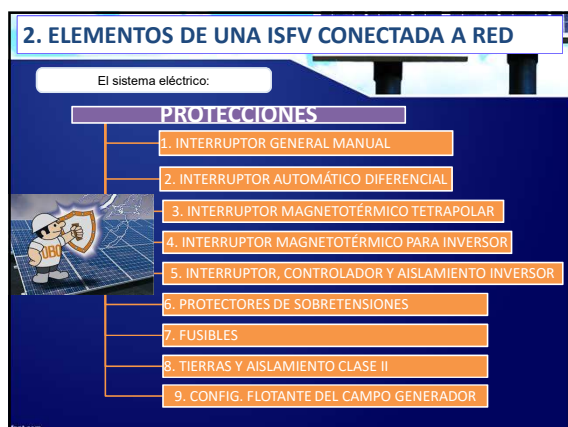 2. ELEMENTOS DE UNA ISFV CONECTADA A RED
El sistema eléctrico:
PROTECCIONES
1. INTERRUPTOR GENERAL MANUAL
2. INTERRUPTOR AUTOMÁTICO DIFERENCIAL
3. INTERRUPTOR MAGNETOTÉRMICO TETRAPOLAR
4. INTERRUPTOR MAGNETOTÉRMICO PARA INVERSOR
5. INTERRUPTOR, CONTROLADOR Y AISLAMIENTO INVERSOR
6. PROTECTORES DE SOBRETENSIONES
7. FUSIBLES
8. TIERRAS Y AISLAMIENTO CLASE II
9. CONFIG. FLOTANTE DEL CAMPO GENERADOR